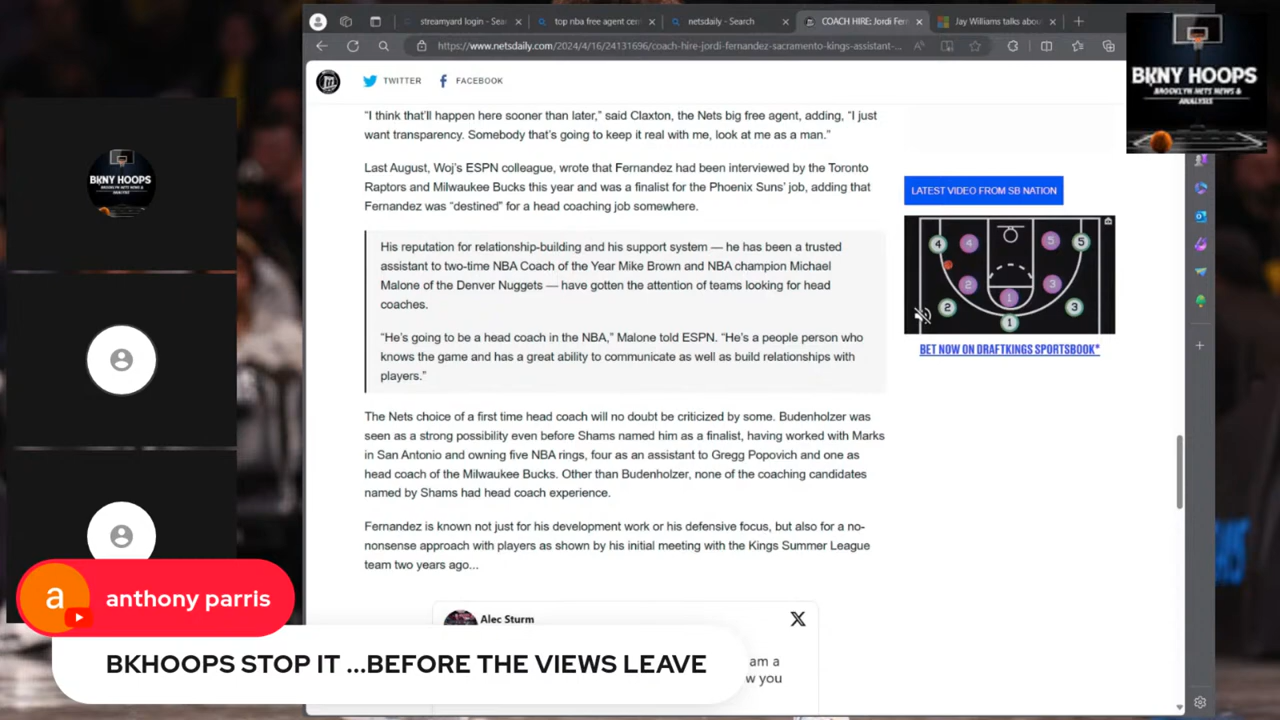 streamyard login - Sea
top nba free agent cen
netsdaily - Search
COACH HIRE: Jordi Fer
Jay Williams talks abou
https://www.netsdaily.com/2024/4/16/24131696/coach-hire-jordi-fernandez-sacramento-kings-assistant-...
BKNY HOOPS
BROOKLYN NETS NEWS &
ANALYSIS
TWITTER
FACEBOOK
“I think that’ll happen here sooner than later,” said Claxton, the Nets big free agent, adding, “I just
want transparency. Somebody that’s going to keep it real with me, look at me as a man.”
Last August, Woj’s ESPN colleague, wrote that Fernandez had been interviewed by the Toronto
Raptors and Milwaukee Bucks this year and was a finalist for the Phoenix Suns’ job, adding that
Fernandez was “destined” for a head coaching job somewhere.
His reputation for relationship-building and his support system — he has been a trusted
assistant to two-time NBA Coach of the Year Mike Brown and NBA champion Michael
Malone of the Denver Nuggets — have gotten the attention of teams looking for head
coaches.
“He’s going to be a head coach in the NBA,” Malone told ESPN. “He’s a people person who
knows the game and has a great ability to communicate as well as build relationships with
players.”
The Nets choice of a first time head coach will no doubt be criticized by some. Budenholzer was
seen as a strong possibility even before Shams named him as a finalist, having worked with Marks
in San Antonio and owning five NBA rings, four as an assistant to Gregg Popovich and one as
head coach of the Milwaukee Bucks. Other than Budenholzer, none of the coaching candidates
named by Shams had head coach experience.
Fernandez is known not just for his development work or his defensive focus, but also for a no-
nonsense approach with players as shown by his initial meeting with the Kings Summer League
team two years ago...
Alec Sturm
am a
w you
LATEST VIDEO FROM SB NATION
4 4 5 5
2 3
2 1 3
1
BET NOW ON DRAFTKINGS SPORTSBOOK*
BKNY HOOPS
a
anthony parris
BKHOOPS STOP IT ...BEFORE THE VIEWS LEAVE